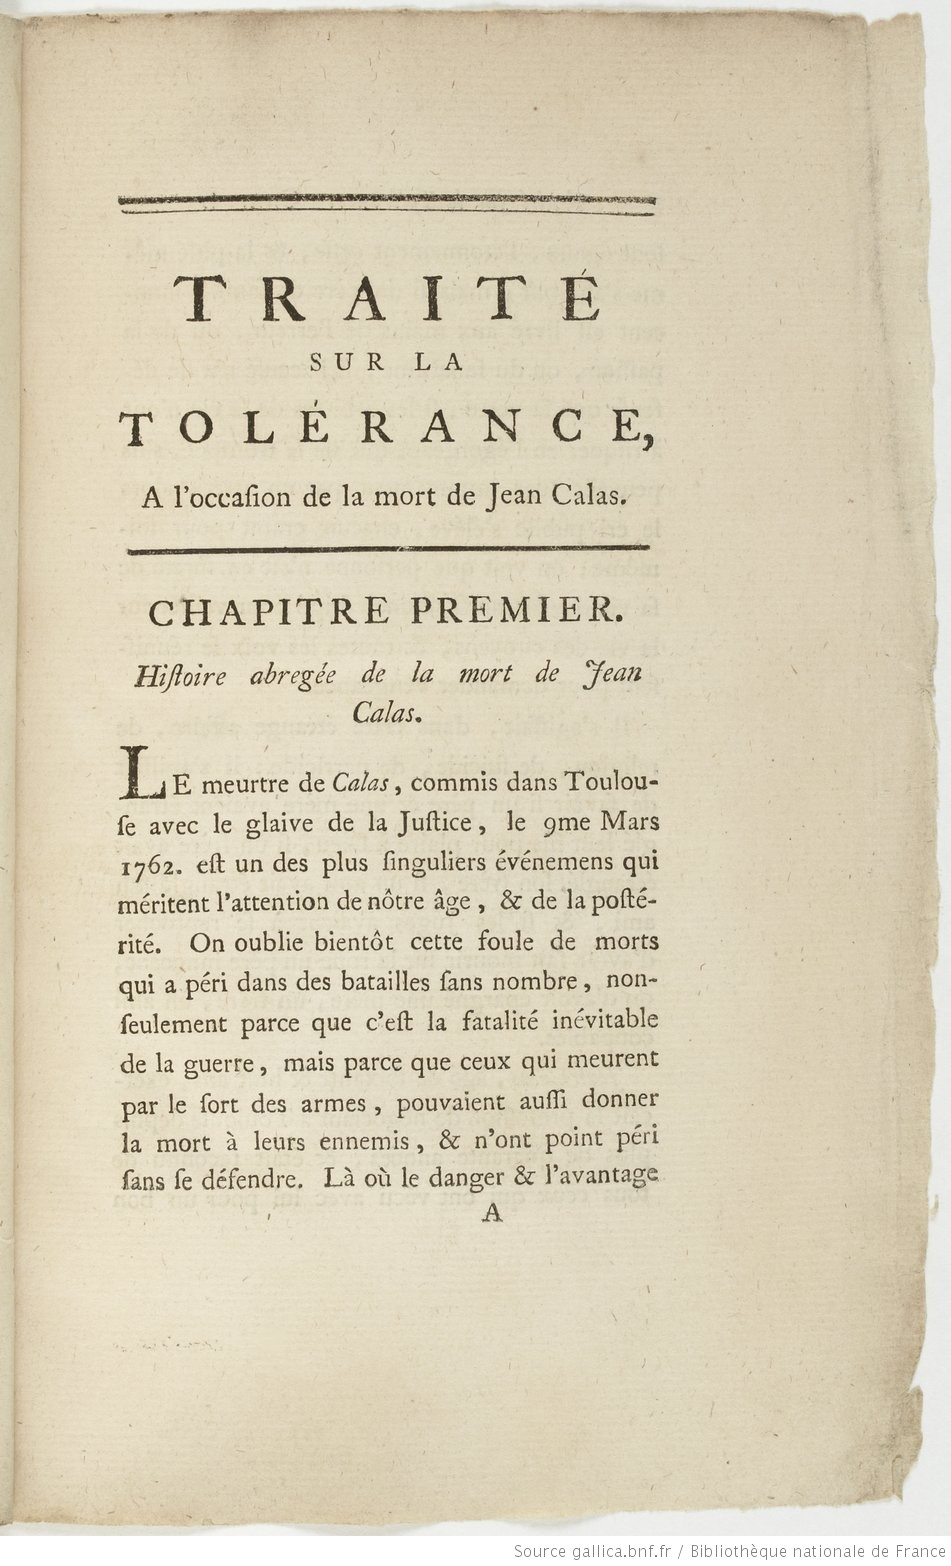 TRAITÉ
SUR LA
TOLÉRANCE,
A l'occaſion de la mort de Jean Calas.
CHAPITRE PREMIER.
Hiſtoire abregée de la mort de Jean
Calas.
LE meurtre de Calas, commis dans Toulou-
ſe avec le glaive de la Juſtice, le 9me Mars
1762. eſt un des plus ſinguliers événemens qui
méritent l'attention de nôtre âge, & de la poſté-
rité. On oublie bientôt cette foule de morts
qui a péri dans des batailles ſans nombre, non-
ſeulement parce que c'eſt la fatalité inévitable
de la guerre, mais parce que ceux qui meurent
par le ſort des armes, pouvaient auſſi donner
la mort à leurs ennemis, & n'ont point péri
ſans ſe défendre. Là où le danger & l'avantage
A
Source gallica.bnf.fr / Bibliothèque nationale de France